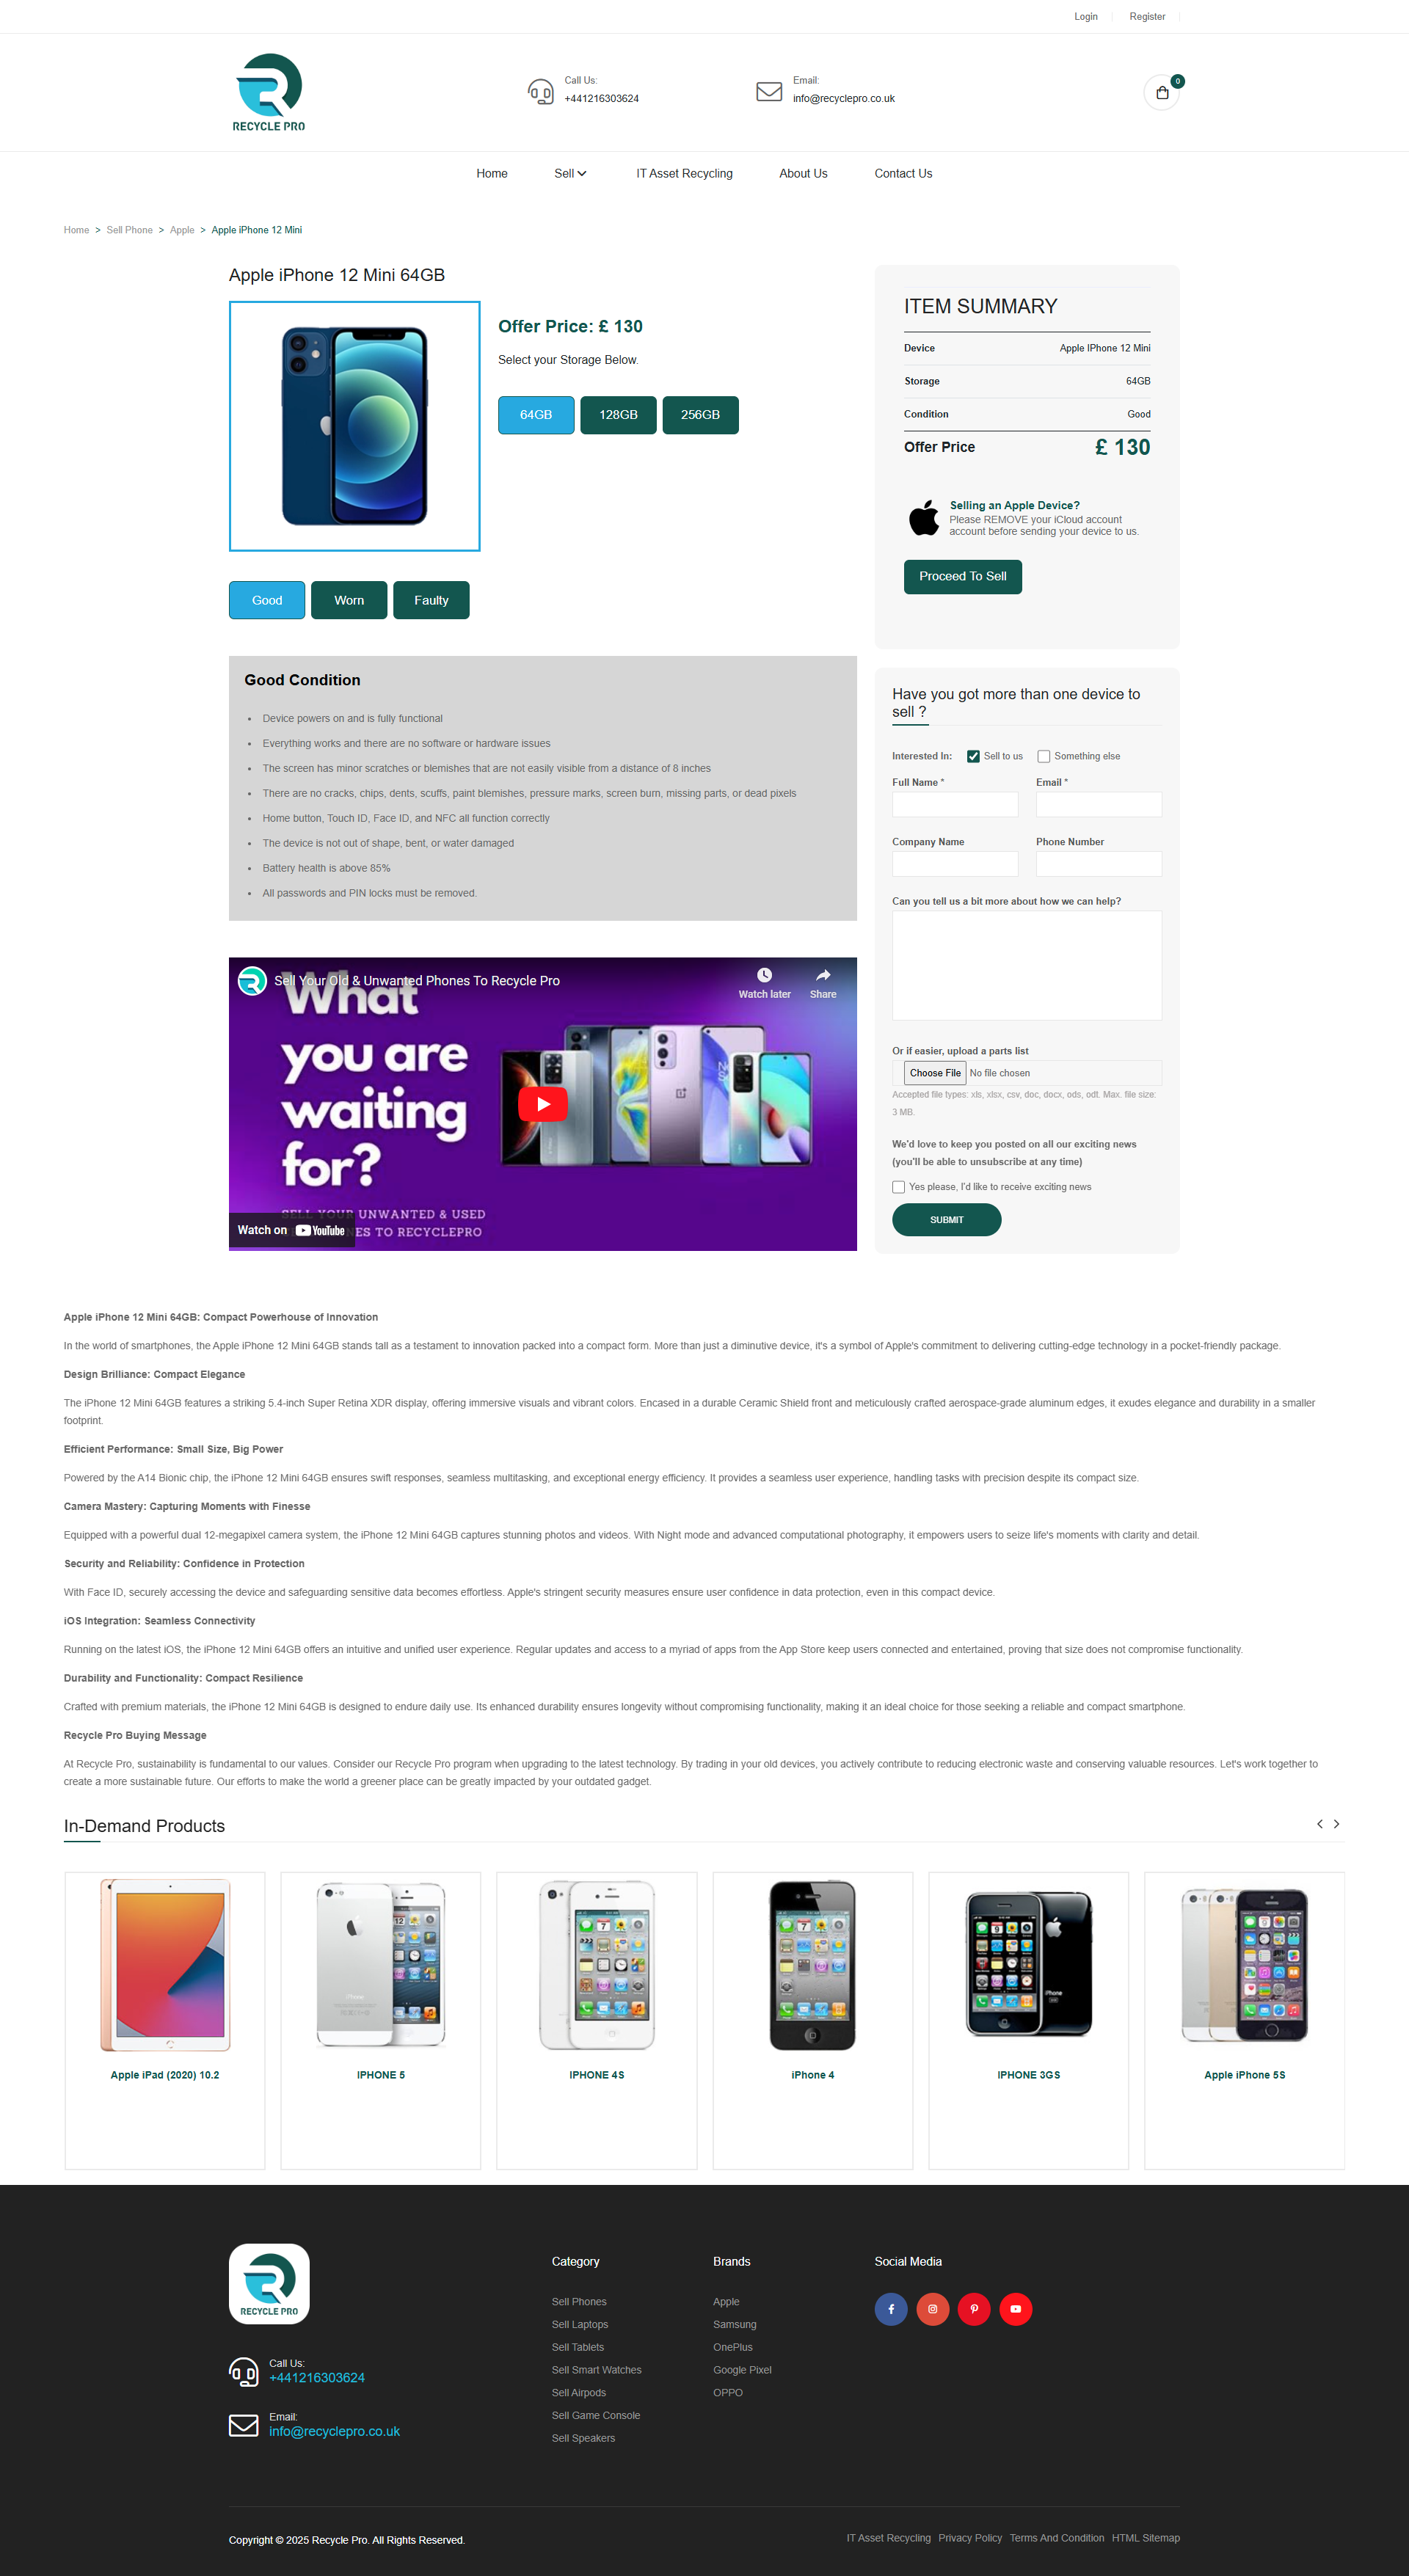 Login
Register
RECYCLE PRO
Call Us:
+441216303624
Email:
info@recyclepro.co.uk
0
Home
Sell
IT Asset Recycling
About Us
Contact Us
Home > Sell Phone > Apple > Apple iPhone 12 Mini
Apple iPhone 12 Mini 64GB
Offer Price: £ 130
Select your Storage Below.
64GB
128GB
256GB
Good
Worn
Faulty
ITEM SUMMARY
Device Apple IPhone 12 Mini
Storage 64GB
Condition Good
Offer Price £ 130
Selling an Apple Device?
Please REMOVE your iCloud account
account before sending your device to us.
Proceed To Sell
Good Condition
Device powers on and is fully functional
Everything works and there are no software or hardware issues
The screen has minor scratches or blemishes that are not easily visible from a distance of 8 inches
There are no cracks, chips, dents, scuffs, paint blemishes, pressure marks, screen burn, missing parts, or dead pixels
Home button, Touch ID, Face ID, and NFC all function correctly
The device is not out of shape, bent, or water damaged
Battery health is above 85%
All passwords and PIN locks must be removed.
Sell Your Old & Unwanted Phones To Recycle Pro
Watch later
Share
What
you are
waiting
for?
SELL YOUR UNWANTED & USED
ES TO RECYCLEPRO
Watch on YouTube
Have you got more than one device to
sell ?
Interested In:
Sell to us
Something else
Full Name *
Email *
Company Name
Phone Number
Can you tell us a bit more about how we can help?
Or if easier, upload a parts list
Choose File No file chosen
Accepted file types: xls, xlsx, csv, doc, docx, ods, odt. Max. file size:
3 MB.
We'd love to keep you posted on all our exciting news
(you'll be able to unsubscribe at any time)
Yes please, I'd like to receive exciting news
SUBMIT
Apple iPhone 12 Mini 64GB: Compact Powerhouse of Innovation
In the world of smartphones, the Apple iPhone 12 Mini 64GB stands tall as a testament to innovation packed into a compact form. More than just a diminutive device, it's a symbol of Apple's commitment to delivering cutting-edge technology in a pocket-friendly package.
Design Brilliance: Compact Elegance
The iPhone 12 Mini 64GB features a striking 5.4-inch Super Retina XDR display, offering immersive visuals and vibrant colors. Encased in a durable Ceramic Shield front and meticulously crafted aerospace-grade aluminum edges, it exudes elegance and durability in a smaller
footprint.
Efficient Performance: Small Size, Big Power
Powered by the A14 Bionic chip, the iPhone 12 Mini 64GB ensures swift responses, seamless multitasking, and exceptional energy efficiency. It provides a seamless user experience, handling tasks with precision despite its compact size.
Camera Mastery: Capturing Moments with Finesse
Equipped with a powerful dual 12-megapixel camera system, the iPhone 12 Mini 64GB captures stunning photos and videos. With Night mode and advanced computational photography, it empowers users to seize life's moments with clarity and detail.
Security and Reliability: Confidence in Protection
With Face ID, securely accessing the device and safeguarding sensitive data becomes effortless. Apple's stringent security measures ensure user confidence in data protection, even in this compact device.
iOS Integration: Seamless Connectivity
Running on the latest iOS, the iPhone 12 Mini 64GB offers an intuitive and unified user experience. Regular updates and access to a myriad of apps from the App Store keep users connected and entertained, proving that size does not compromise functionality.
Durability and Functionality: Compact Resilience
Crafted with premium materials, the iPhone 12 Mini 64GB is designed to endure daily use. Its enhanced durability ensures longevity without compromising functionality, making it an ideal choice for those seeking a reliable and compact smartphone.
Recycle Pro Buying Message
At Recycle Pro, sustainability is fundamental to our values. Consider our Recycle Pro program when upgrading to the latest technology. By trading in your old devices, you actively contribute to reducing electronic waste and conserving valuable resources. Let's work together to
create a more sustainable future. Our efforts to make the world a greener place can be greatly impacted by your outdated gadget.
In-Demand Products
Apple iPad (2020) 10.2
IPHONE 5
IPHONE 4S
iPhone 4
IPHONE 3GS
Apple iPhone 5S
RECYCLE PRO
Call Us:
+441216303624
Email:
info@recyclepro.co.uk
Category
Sell Phones
Sell Laptops
Sell Tablets
Sell Smart Watches
Sell Airpods
Sell Game Console
Sell Speakers
Brands
Apple
Samsung
OnePlus
Google Pixel
OPPO
Social Media
Copyright © 2025 Recycle Pro. All Rights Reserved.
IT Asset Recycling
Privacy Policy
Terms And Condition
HTML Sitemap